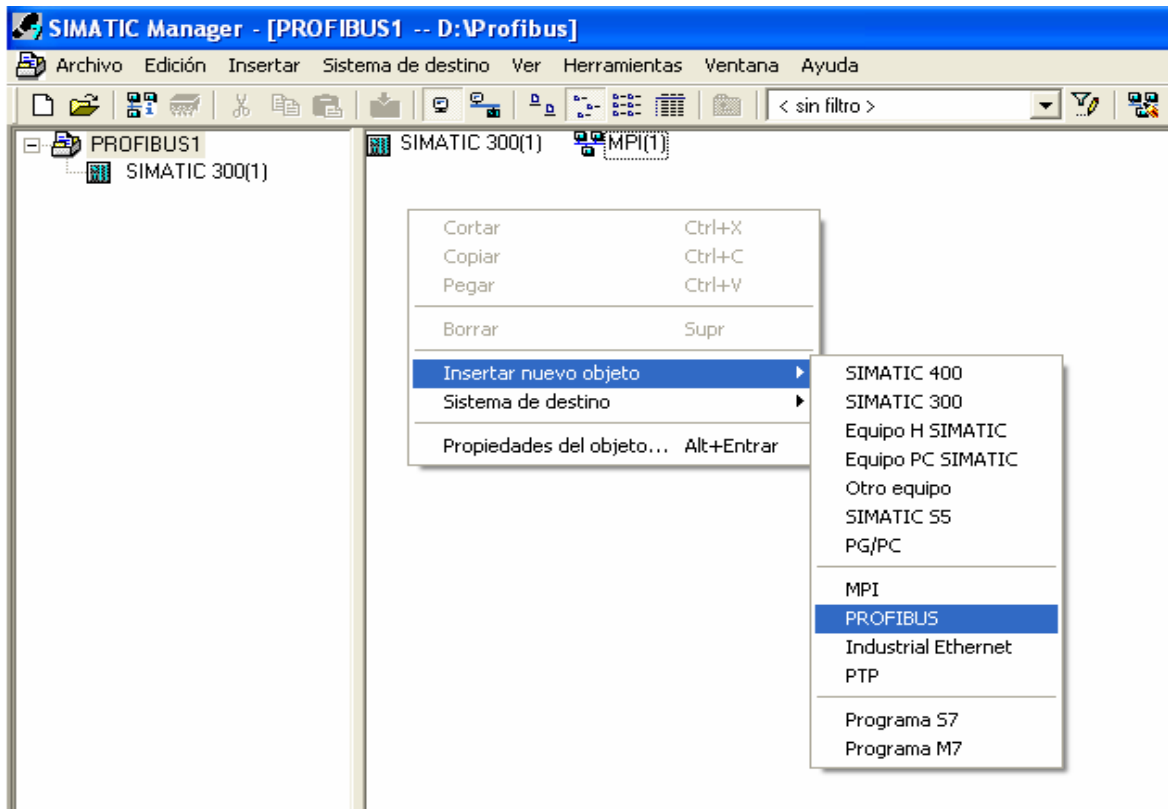 SIMATIC Manager - [PROFIBUS1 -- D:\Profibus]
Archivo Edición Insertar Sistema de destino Ver Herramientas Ventana Ayuda
< sin filtro >
PROFIBUS1
SIMATIC 300(1)
SIMATIC 300(1) MPI(1)
Cortar Ctrl+X
Copiar Ctrl+C
Pegar Ctrl+V
Borrar Supr
Insertar nuevo objeto
Sistema de destino
Propiedades del objeto... Alt+Entrar
SIMATIC 400
SIMATIC 300
Equipo H SIMATIC
Equipo PC SIMATIC
Otro equipo
SIMATIC S5
PG/PC
MPI
PROFIBUS
Industrial Ethernet
PTP
Programa S7
Programa M7